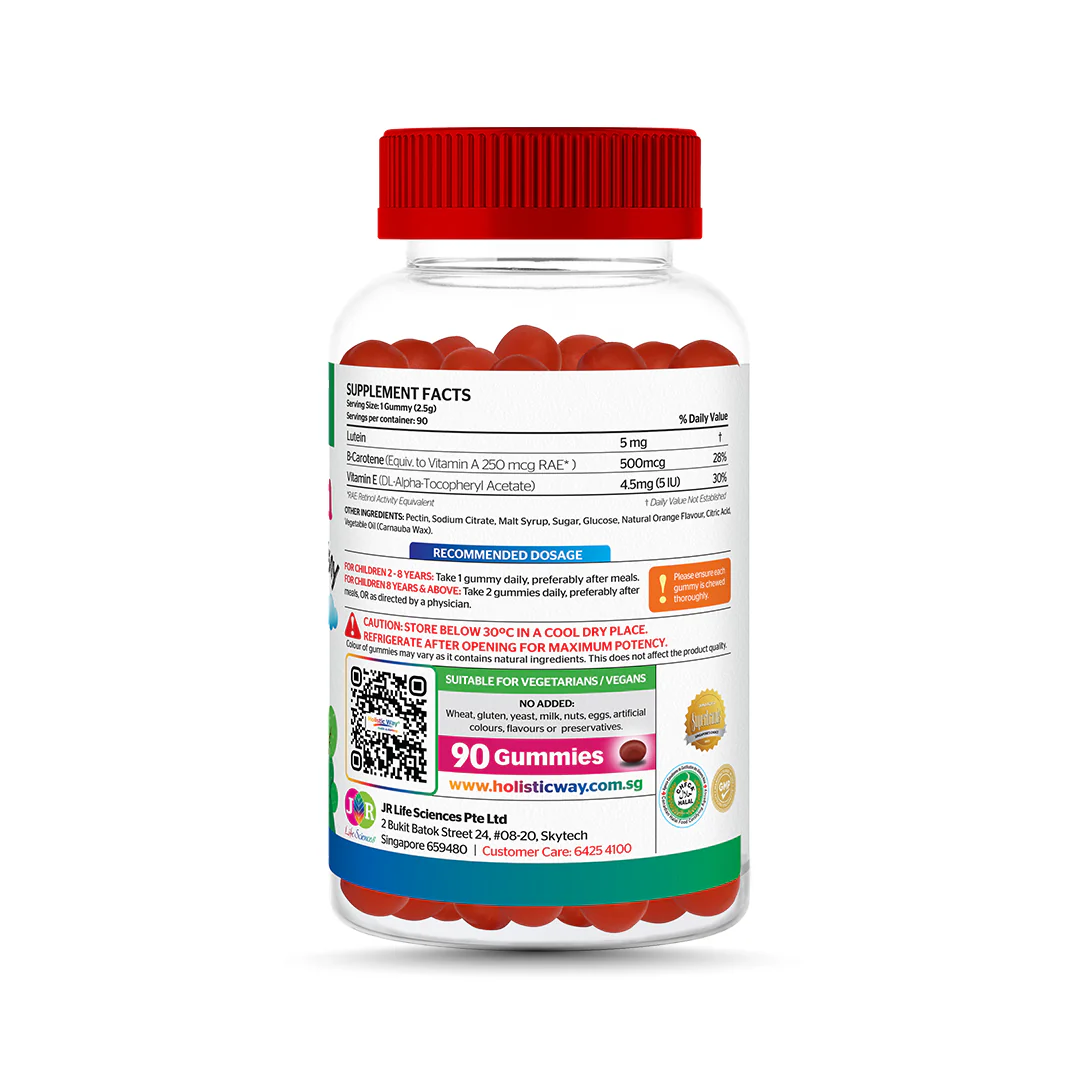 SUPPLEMENT FACTS
Serving Size: 1 Gummy (2.5g)
Servings per container: 90
% Daily Value
Lutein 5 mg †
B-Carotene (Equiv. to Vitamin A 250 mcg RAE* ) 500mcg 28%
Vitamin E (DL-Alpha-Tocopheryl Acetate) 4.5mg (5 IU) 30%
*RAE: Retinol Activity Equivalent
† Daily Value Not Established
OTHER INGREDIENTS: Pectin, Sodium Citrate, Malt Syrup, Sugar, Glucose, Natural Orange Flavour, Citric Acid,
Vegetable Oil (Carnauba Wax).
RECOMMENDED DOSAGE
FOR CHILDREN 2 - 8 YEARS: Take 1 gummy daily, preferably after meals.
FOR CHILDREN 8 YEARS & ABOVE: Take 2 gummies daily, preferably after
meals, OR as directed by a physician.
! Please ensure each
gummy is chewed
thoroughly.
! CAUTION: STORE BELOW 30ºC IN A COOL DRY PLACE.
REFRIGERATE AFTER OPENING FOR MAXIMUM POTENCY.
Colour of gummies may vary as it contains natural ingredients. This does not affect the product quality.
Holistic Way
SUITABLE FOR VEGETARIANS / VEGANS
NO ADDED:
Wheat, gluten, yeast, milk, nuts, eggs, artificial
colours, flavours or preservatives.
90 Gummies
www.holisticway.com.sg
CHECK
HALAL
GMP
JR
Life Sciences
JR Life Sciences Pte Ltd
2 Bukit Batok Street 24, #08-20, Skytech
Singapore 659480 | Customer Care: 6425 4100